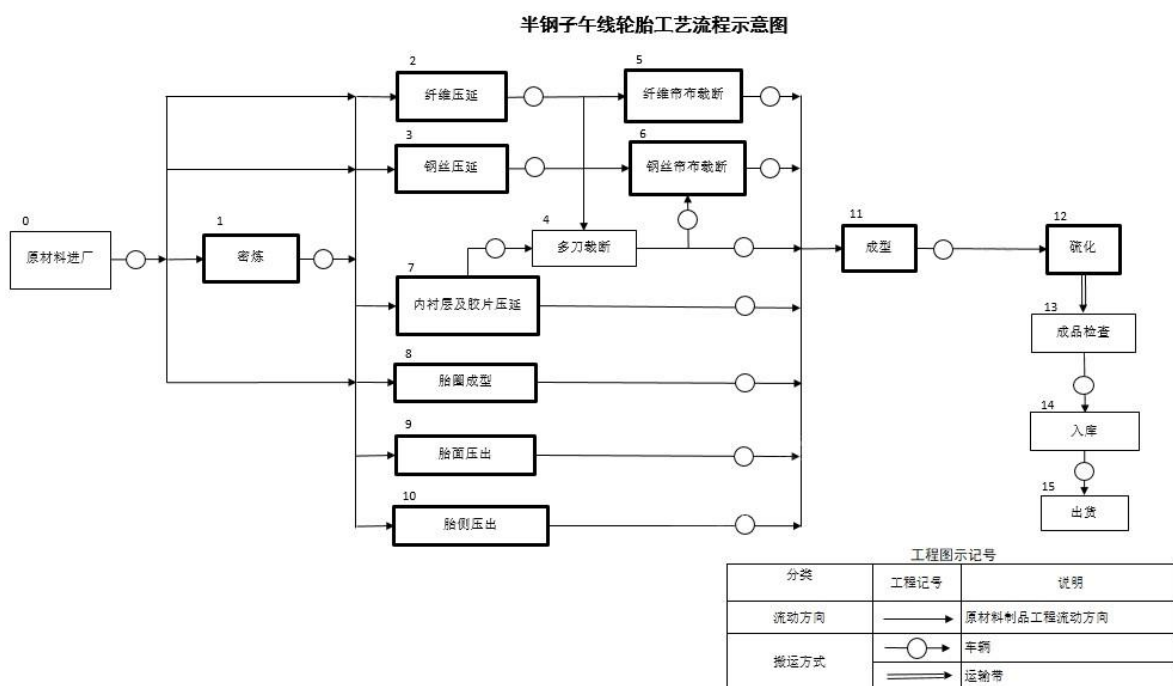 半钢子午线轮胎工艺流程示意图
2
纤维压延
5
纤维帘布裁断
3
钢丝压延
6
钢丝帘布裁断
0
原材料进厂
1
密炼
4
多刀裁断
11
成型
12
硫化
7
内衬层及胶片压延
13
成品检查
8
胎圈成型
14
入库
9
胎面压出
15
出货
10
胎侧压出
工程图示记号
分类 工程记号 说明
流动方向 原材料制品工程流动方向
搬运方式 车辆
运输带